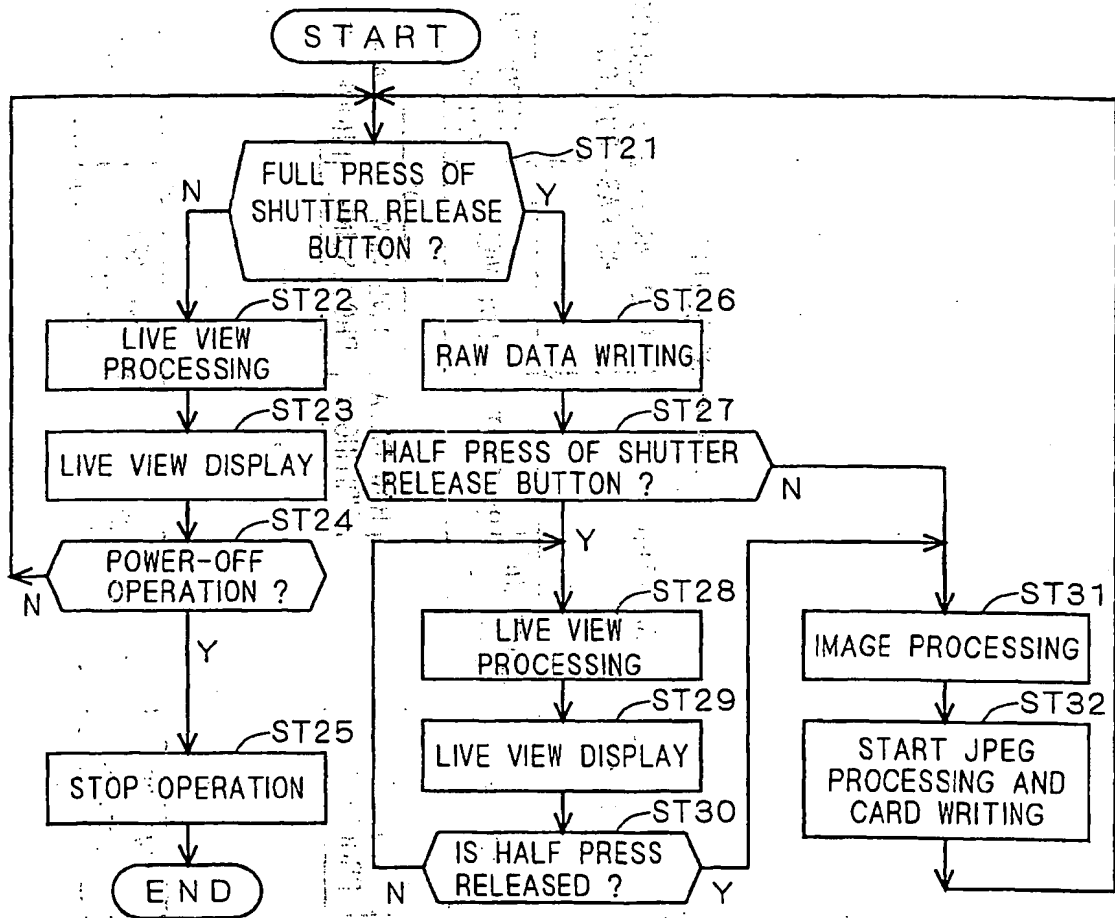 START
ST21
FULL PRESS OF
SHUTTER RELEASE
BUTTON ?
N
Y
ST22
LIVE VIEW
PROCESSING
ST23
LIVE VIEW DISPLAY
ST24
POWER-OFF
OPERATION ?
N
Y
ST25
STOP OPERATION
END
ST26
RAW DATA WRITING
ST27
HALF PRESS OF SHUTTER
RELEASE BUTTON ?
N
Y
ST28
LIVE VIEW
PROCESSING
ST29
LIVE VIEW DISPLAY
ST30
IS HALF PRESS
RELEASED ?
N
Y
ST31
IMAGE PROCESSING
ST32
START JPEG
PROCESSING AND
CARD WRITING